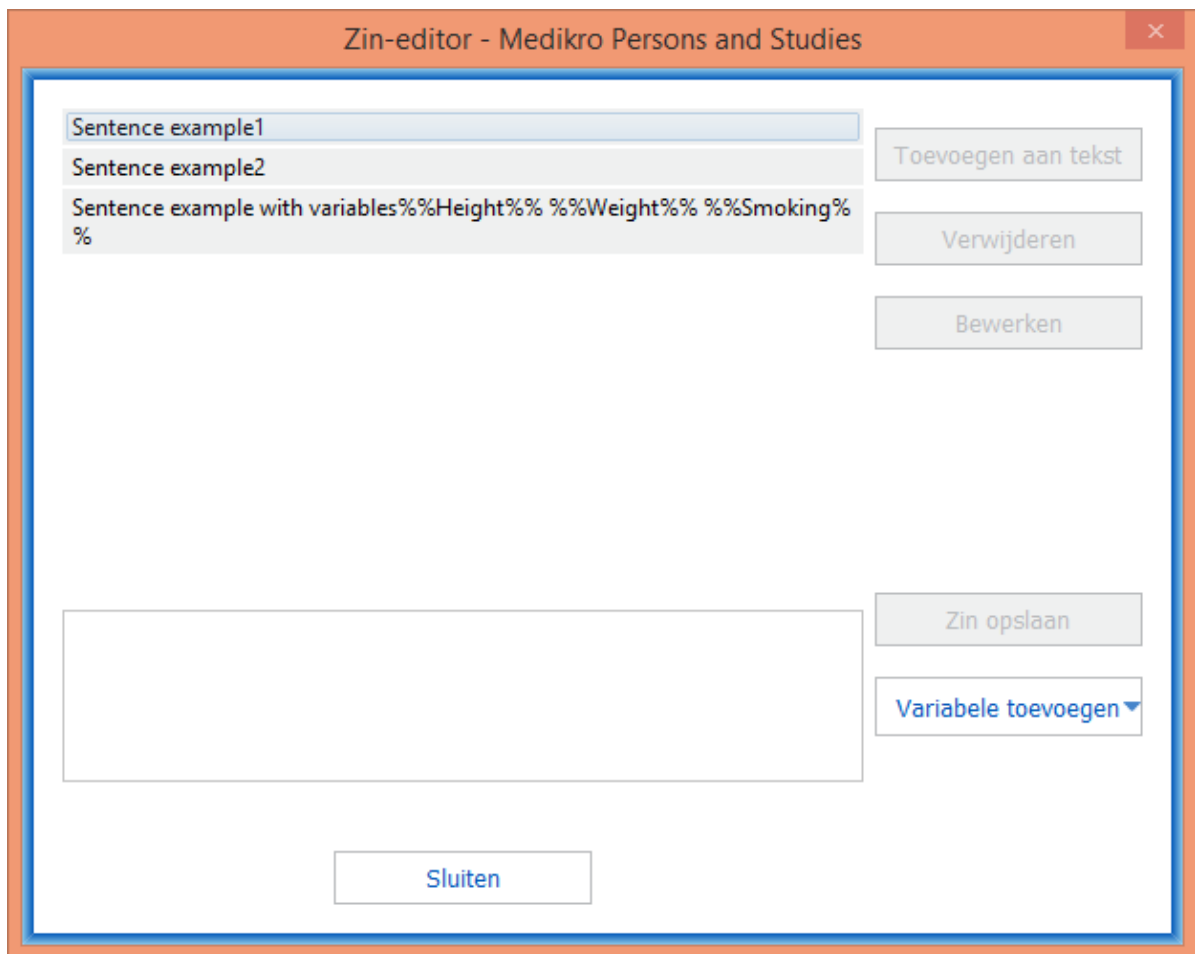 Zin-editor - Medikro Persons and Studies
Sentence example1
Sentence example2
Sentence example with variables%%Height%% %%Weight%% %%Smoking%
%
Toevoegen aan tekst
Verwijderen
Bewerken
Zin opslaan
Variabele toevoegen
Sluiten